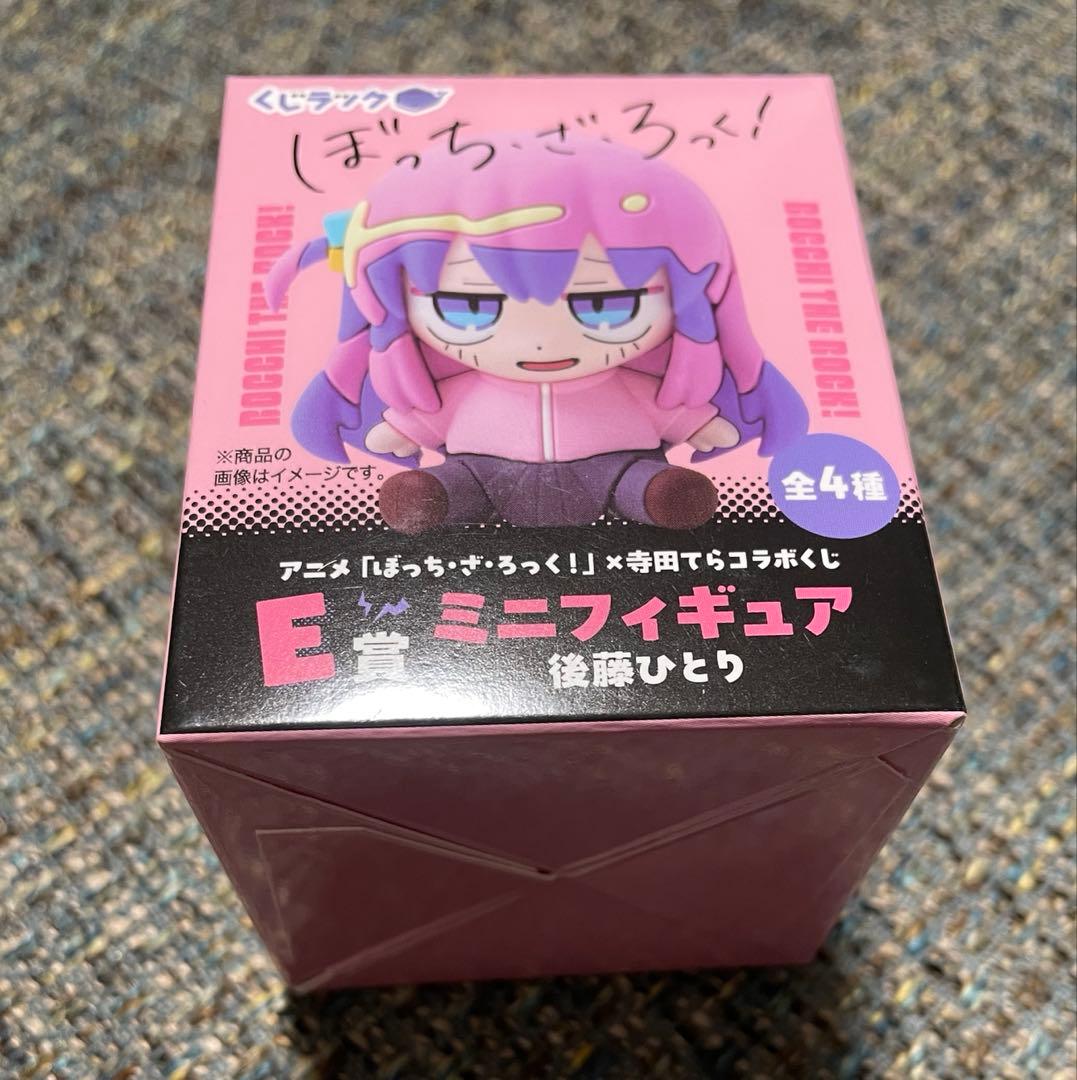 くじラック
ぼっち・ざ・ろっく!
BOCCHI THE ROCK!
BOCCHI THE ROCK!
※商品の
画像はイメージです。
全4種
アニメ「ぼっち・ざ・ろっく!」×寺田てらコラボくじ
E賞 ミニフィギュア
後藤ひとり